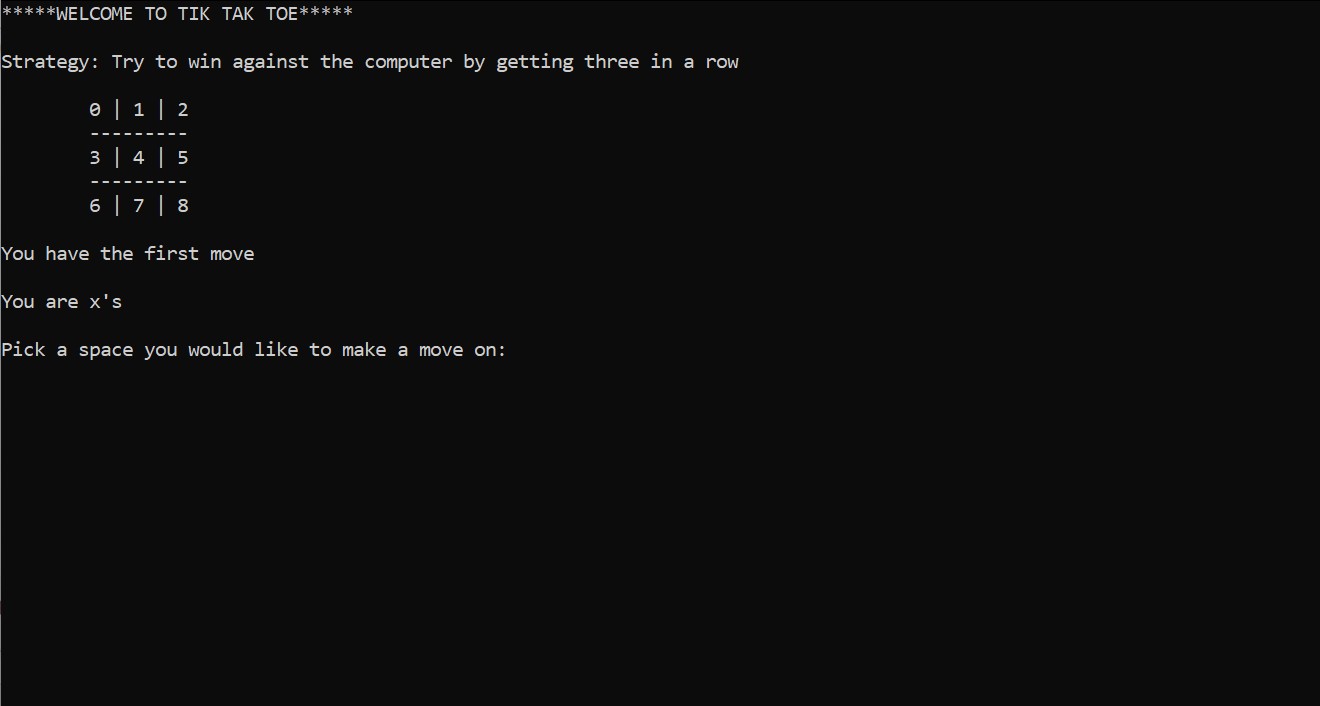 *****WELCOME TO TIK TAK TOE*****
Strategy: Try to win against the computer by getting three in a row
0 | 1 | 2
---------
3 | 4 | 5
---------
6 | 7 | 8
You have the first move
You are x's
Pick a space you would like to make a move on: